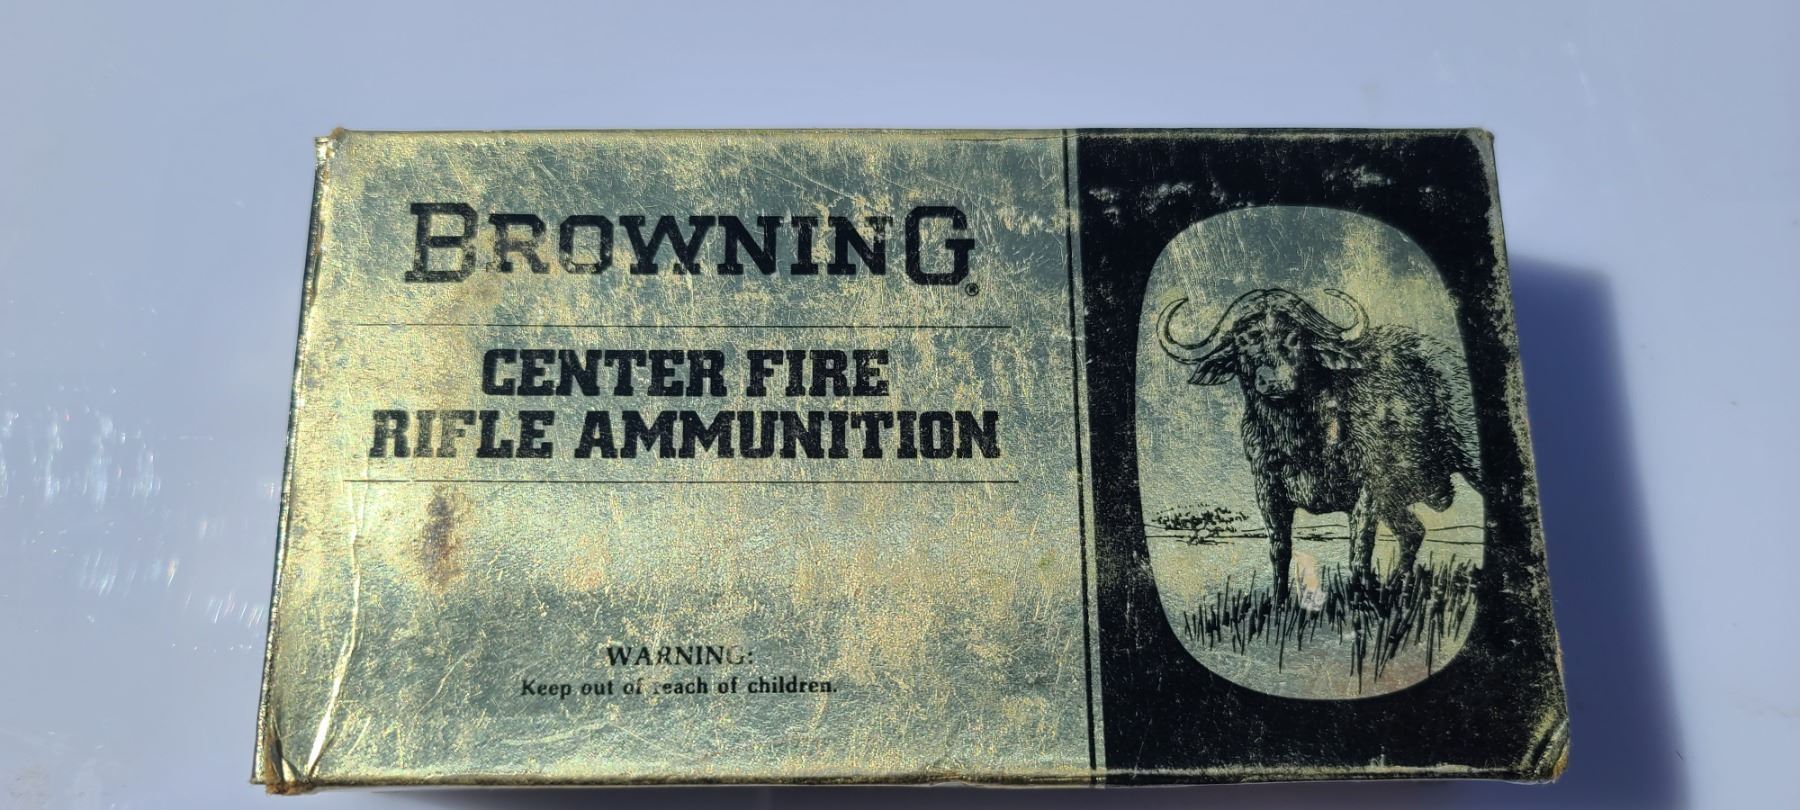 BROWNING®
CENTER FIRE
RIFLE AMMUNITION
WARNING:
Keep out of reach of children.